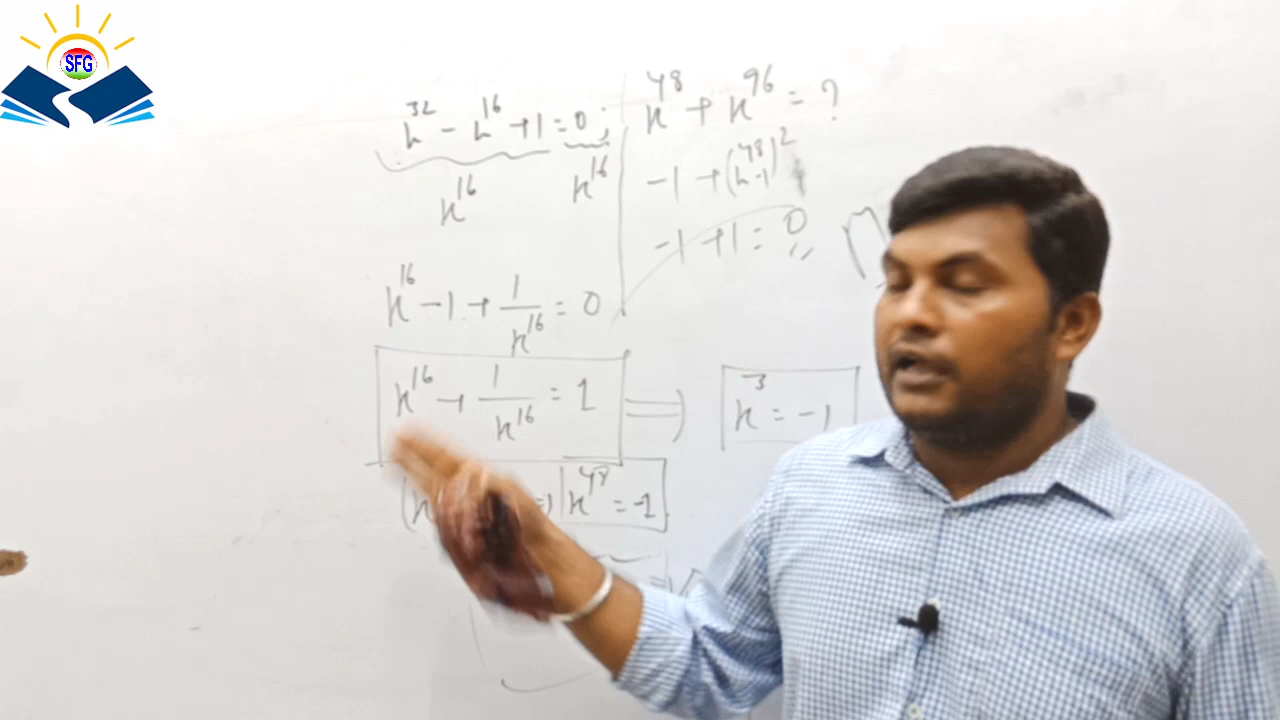 SFG
x³² - x¹⁶ + 1 = 0 ;
x¹⁶ x¹⁶
x¹⁶ - 1 + 1/x¹⁶ = 0
x¹⁶ + 1/x¹⁶ = 1 ⇒ x³ = -1
(x ⇒ x⁴⁸ = -1
x⁴⁸ + x⁹⁶ = ?
-1 + (x⁴⁸)²
-1 + 1 = 0